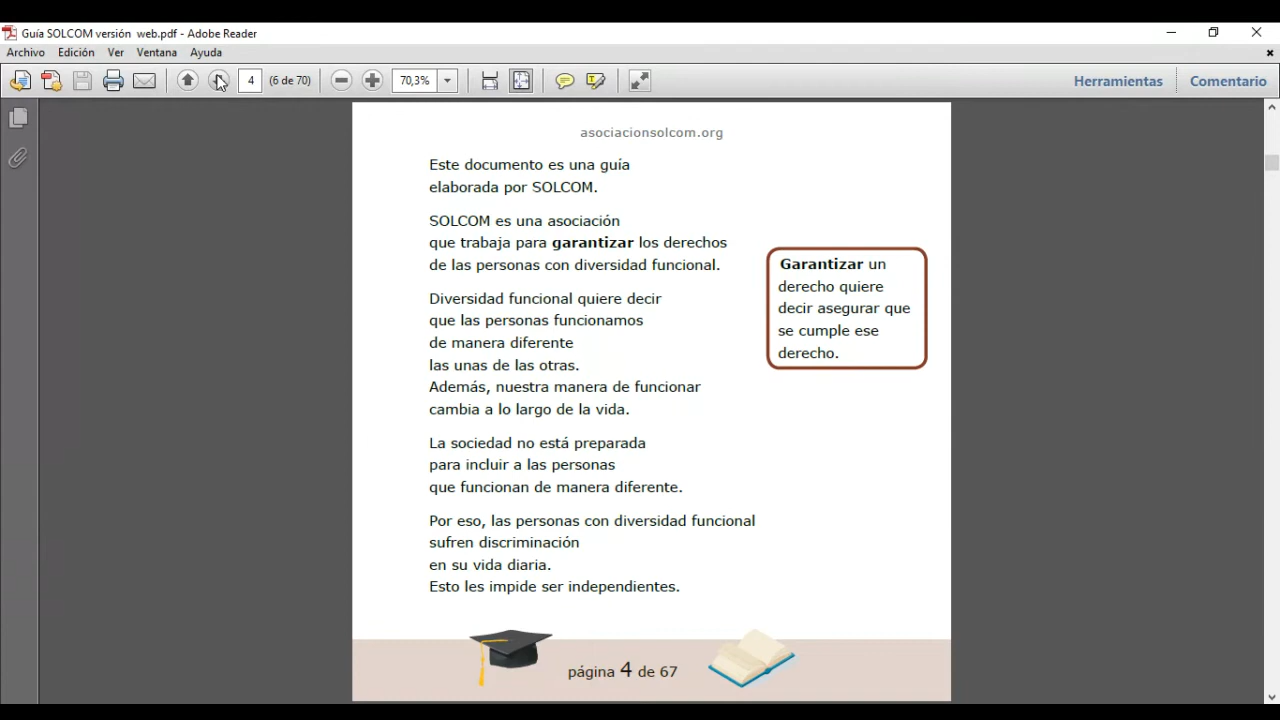 Guía SOLCOM versión  web.pdf - Adobe Reader
Archivo Edición Ver Ventana Ayuda
4 (6 de 70) 70,3% Herramientas Comentario
asociacionsolcom.org
Este documento es una guía
elaborada por SOLCOM.
SOLCOM es una asociación
que trabaja para garantizar los derechos
de las personas con diversidad funcional.
Garantizar un
derecho quiere
decir asegurar que
se cumple ese
derecho.
Diversidad funcional quiere decir
que las personas funcionamos
de manera diferente
las unas de las otras.
Además, nuestra manera de funcionar
cambia a lo largo de la vida.
La sociedad no está preparada
para incluir a las personas
que funcionan de manera diferente.
Por eso, las personas con diversidad funcional
sufren discriminación
en su vida diaria.
Esto les impide ser independientes.
página 4 de 67